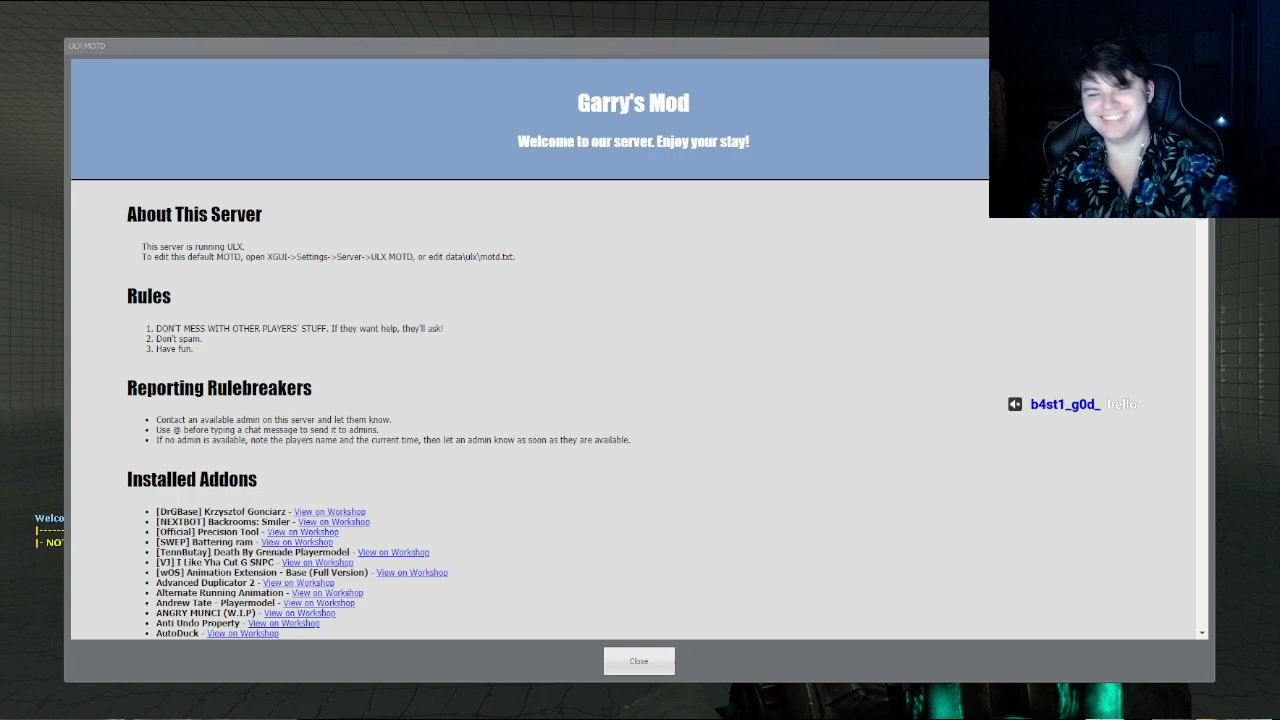 ULX MOTD
Garry's Mod
Welcome to our server. Enjoy your stay!
About This Server
This server is running ULX.
To edit this default MOTD, open XGUI->Settings->Server->ULX MOTD, or edit data\ulx\motd.txt.
Rules
1. DON'T MESS WITH OTHER PLAYERS' STUFF. If they want help, they'll ask!
2. Don't spam.
3. Have fun.
Reporting Rulebreakers
• Contact an available admin on this server and let them know.
• Use @ before typing a chat message to send it to admins.
• If no admin is available, note the players name and the current time, then let an admin know as soon as they are available.
b4st1_g0d_ hello
Installed Addons
• [DrGBase] Krzysztof Gonciarz - View on Workshop
• [NEXTBOT] Backrooms: Smiler - View on Workshop
• [Official] Precision Tool - View on Workshop
• [SWEP] Battering ram - View on Workshop
• [TennButay] Death By Grenade Playermodel - View on Workshop
• [VJ] I Like Yha Cut G SNPC - View on Workshop
• [wOS] Animation Extension - Base (Full Version) - View on Workshop
• Advanced Duplicator 2 - View on Workshop
• Alternate Running Animation - View on Workshop
• Andrew Tate - Playermodel - View on Workshop
• ANGRY MUNCI (W.I.P) - View on Workshop
• Anti Undo Property - View on Workshop
• AutoDuck - View on Workshop
Welco
|------
|- NOT
Close